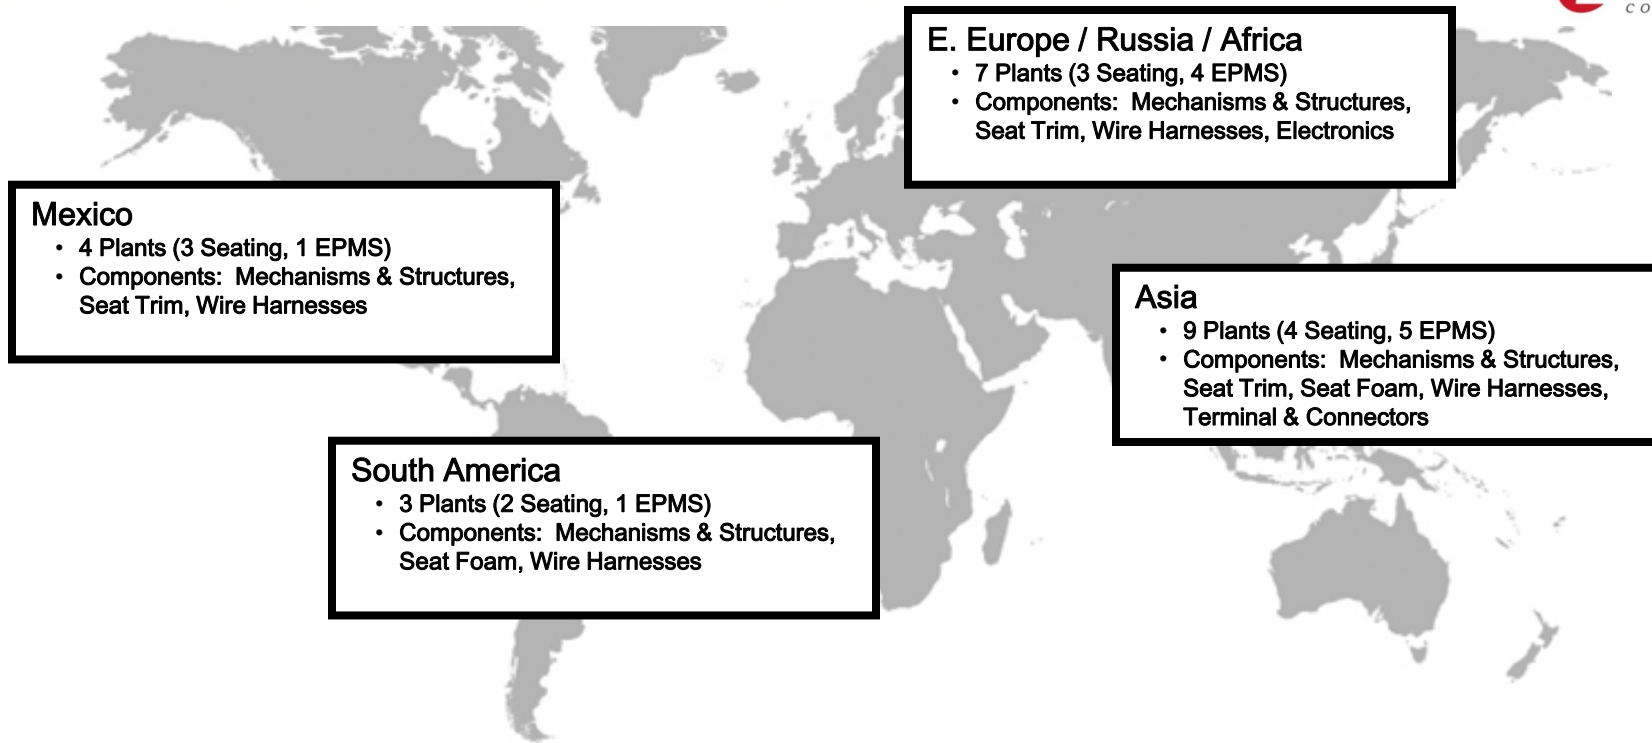 E. Europe / Russia / Africa
• 7 Plants (3 Seating, 4 EPMS)
• Components: Mechanisms & Structures,
Seat Trim, Wire Harnesses, Electronics
Mexico
• 4 Plants (3 Seating, 1 EPMS)
• Components: Mechanisms & Structures,
Seat Trim, Wire Harnesses
Asia
• 9 Plants (4 Seating, 5 EPMS)
• Components: Mechanisms & Structures,
Seat Trim, Seat Foam, Wire Harnesses,
Terminal & Connectors
South America
• 3 Plants (2 Seating, 1 EPMS)
• Components: Mechanisms & Structures,
Seat Foam, Wire Harnesses